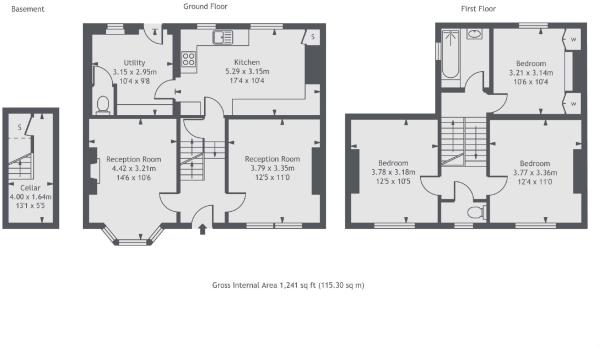 Basement
Ground Floor
First Floor
Utility
3.15 x 2.95m
10'4 x 9'8
Kitchen
5.29 x 3.15m
17'4 x 10'4
S
Bedroom
3.21 x 3.14m
10'6 x 10'4
W
W
S
Cellar
4.00 x 1.64m
13'1 x 5'5
Reception Room
4.42 x 3.21m
14'6 x 10'6
Reception Room
3.79 x 3.35m
12'5 x 11'0
Bedroom
3.78 x 3.18m
12'5 x 10'5
Bedroom
3.77 x 3.36m
12'4 x 11'0
Gross Internal Area 1,241 sq ft (115.30 sq m)